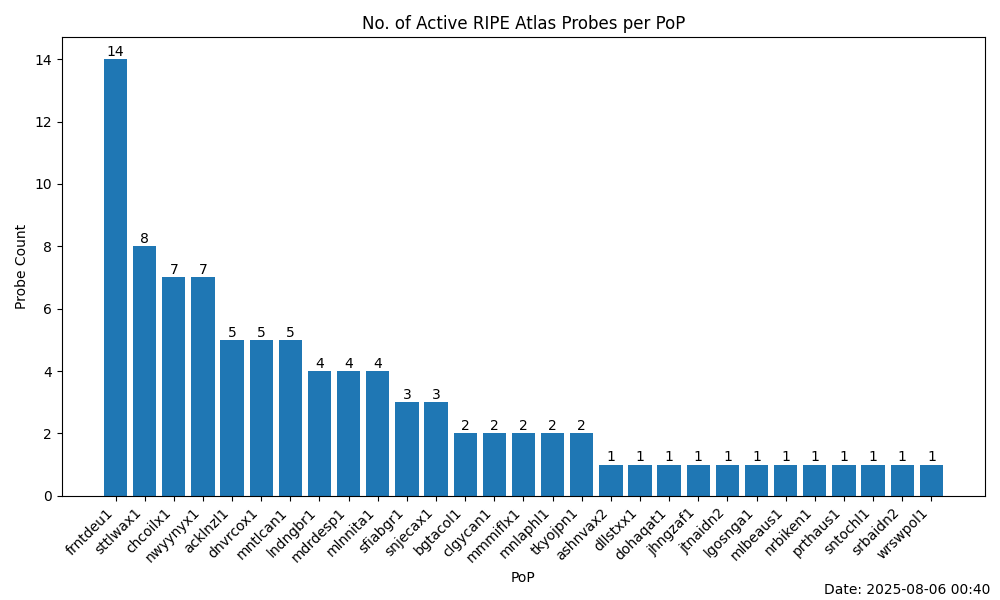 No. of Active RIPE Atlas Probes per PoP
Probe Count
14
12
10
8
6
4
2
0
14
8
7
7
5
5
5
4
4
4
3
3
2
2
2
2
2
1
1
1
1
1
1
1
1
1
1
1
1
frntdeu1
sttlwax1
chcoilx1
nwyynyx1
acklnzl1
dnvrcox1
mntlcan1
lndngbr1
mdrdesp1
mlnnita1
sfiabgr1
snjecax1
bgtacol1
clgycan1
mmmiflx1
mnlaphl1
tkyojpn1
ashnvax2
dllstxx1
dohaqat1
jhngzaf1
jtnaidn2
lgosnga1
mlbeaus1
nrbiken1
prthaus1
sntochl1
srbaidn2
wrswpol1
PoP
Date: 2025-08-06 00:40